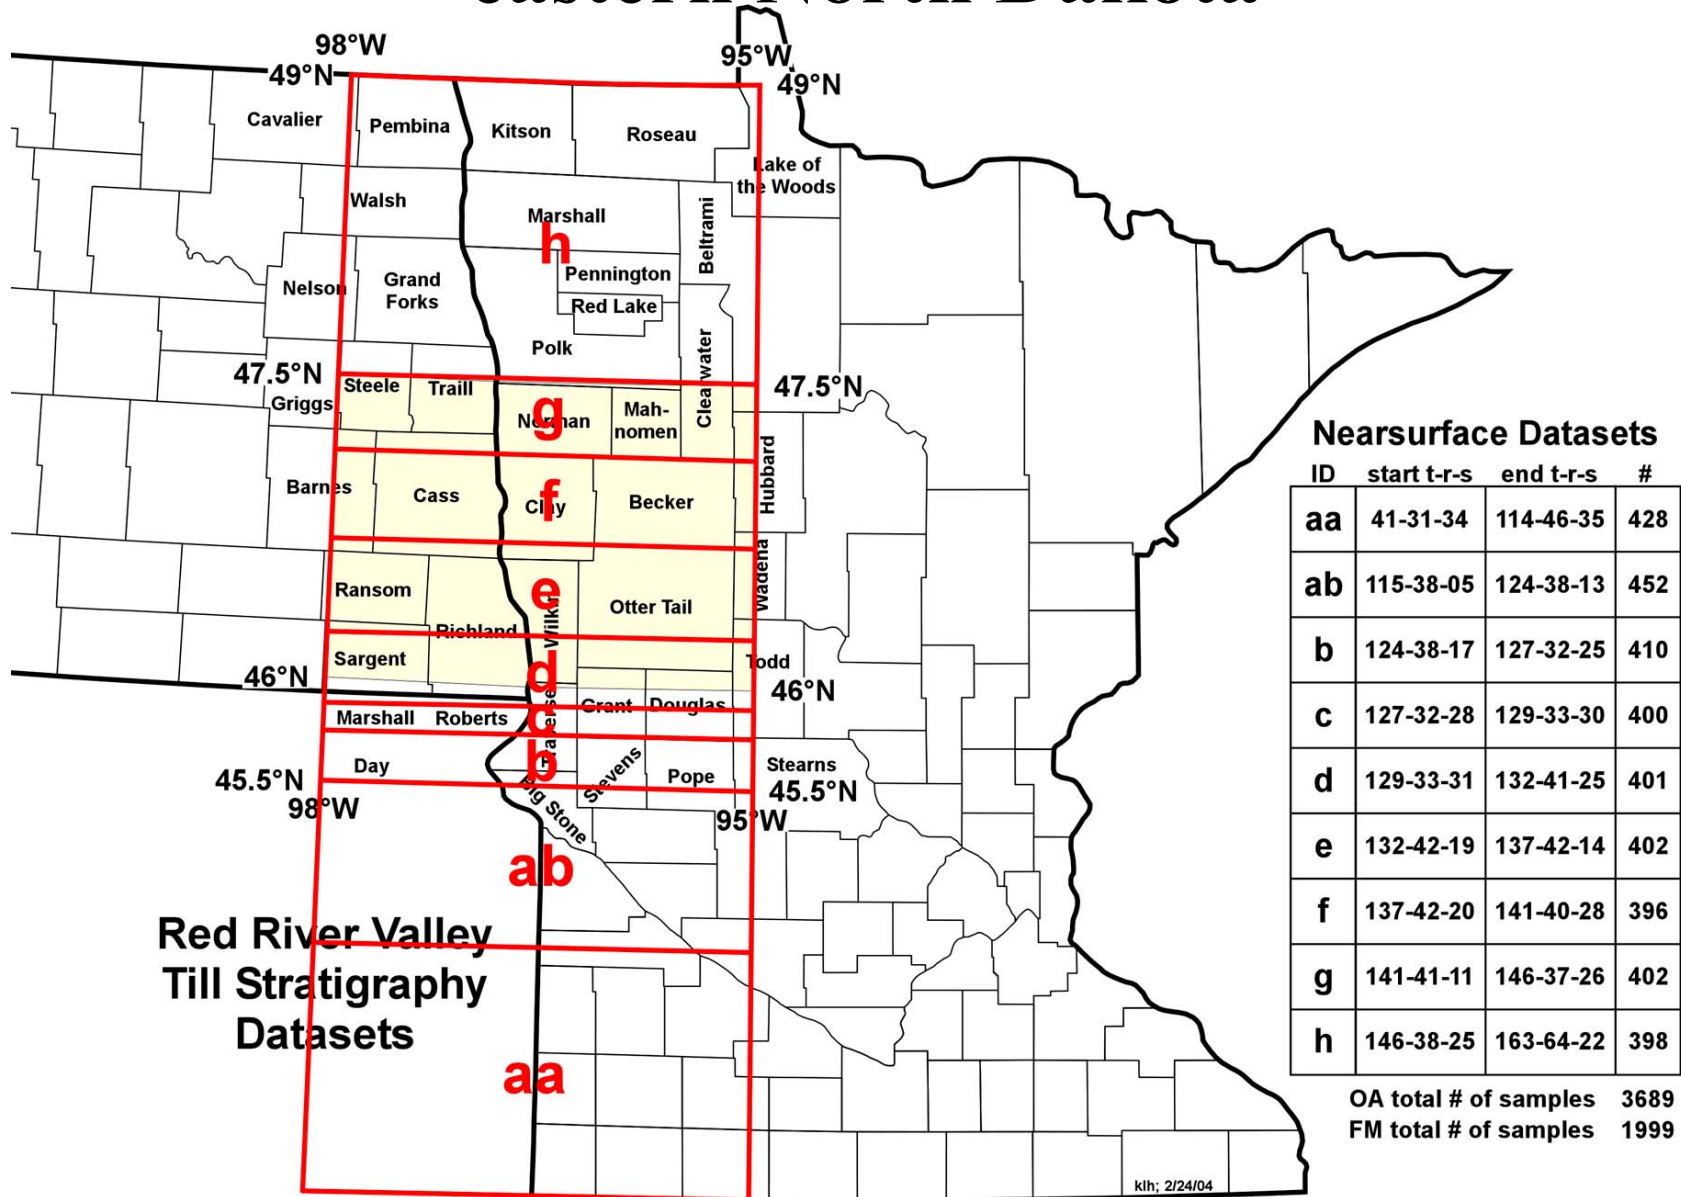 eastern North Dakota
98°W
95°W
49°N
49°N
Cavalier
Pembina
Kitson
Roseau
Lake of
the Woods
Walsh
Marshall
Beltrami
h
Nelson
Grand
Forks
Pennington
Red Lake
Polk
Clearwater
47.5°N
47.5°N
Steele
Traill
Griggs
g
Norman
Mah-
nomen
Hubbard
Barnes
Cass
f
Clay
Becker
Wadena
Ransom
e
Otter Tail
Richland
Wilkin
Sargent
d
Todd
46°N
46°N
Marshall
Roberts
c
Traverse
Grant
Douglas
Day
b
Stevens
Pope
Stearns
45.5°N
45.5°N
98°W
95°W
Big Stone
ab
Red River Valley
Till Stratigraphy
Datasets
aa
Nearsurface Datasets
ID start t-r-s end t-r-s #
aa 41-31-34 114-46-35 428
ab 115-38-05 124-38-13 452
b 124-38-17 127-32-25 410
c 127-32-28 129-33-30 400
d 129-33-31 132-41-25 401
e 132-42-19 137-42-14 402
f 137-42-20 141-40-28 396
g 141-41-11 146-37-26 402
h 146-38-25 163-64-22 398
OA total # of samples 3689
FM total # of samples 1999
klh; 2/24/04